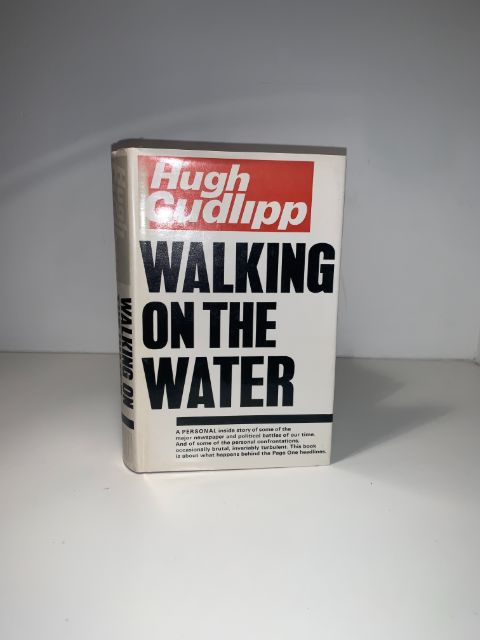 Hugh
Cudlipp
WALKING
ON THE
WATER
A PERSONAL inside story of some of the
major newspaper and political battles of our time.
And of some of the personal confrontations,
occasionally brutal, invariably turbulent. This book
is about what happens behind the Page One headlines.
Hugh
WALKING ON